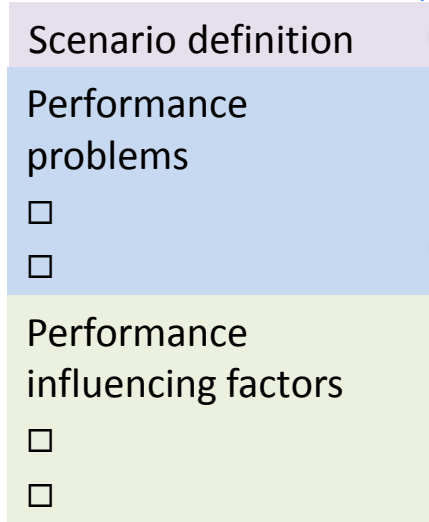 Scenario definition
Performance
problems
□
□
Performance
influencing factors
□
□